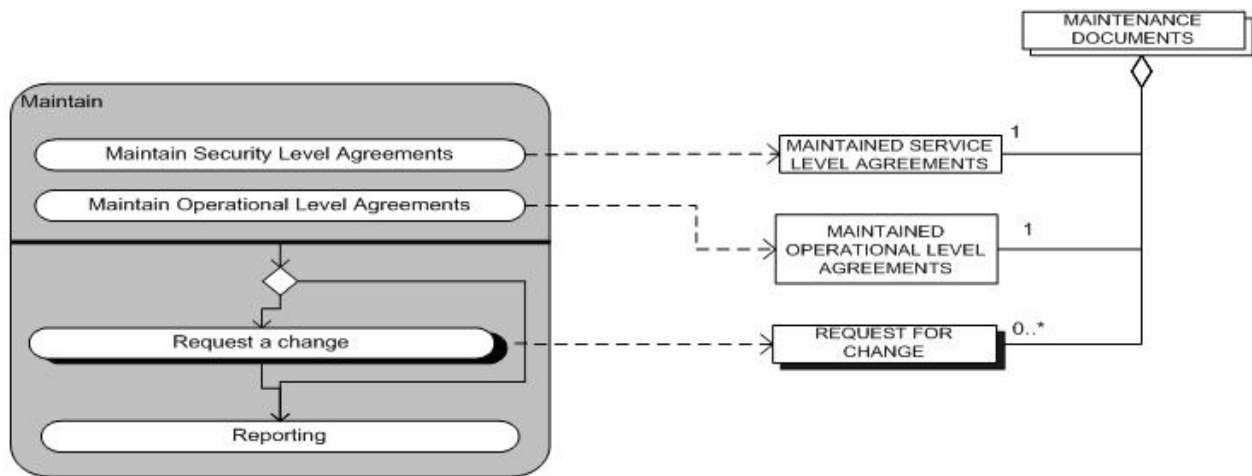 MAINTENANCE
DOCUMENTS
Maintain
Maintain Security Level Agreements
Maintain Operational Level Agreements
Request a change
Reporting
MAINTAINED SERVICE
LEVEL AGREEMENTS
1
MAINTAINED
OPERATIONAL LEVEL
AGREEMENTS
1
REQUEST FOR
CHANGE
0..*